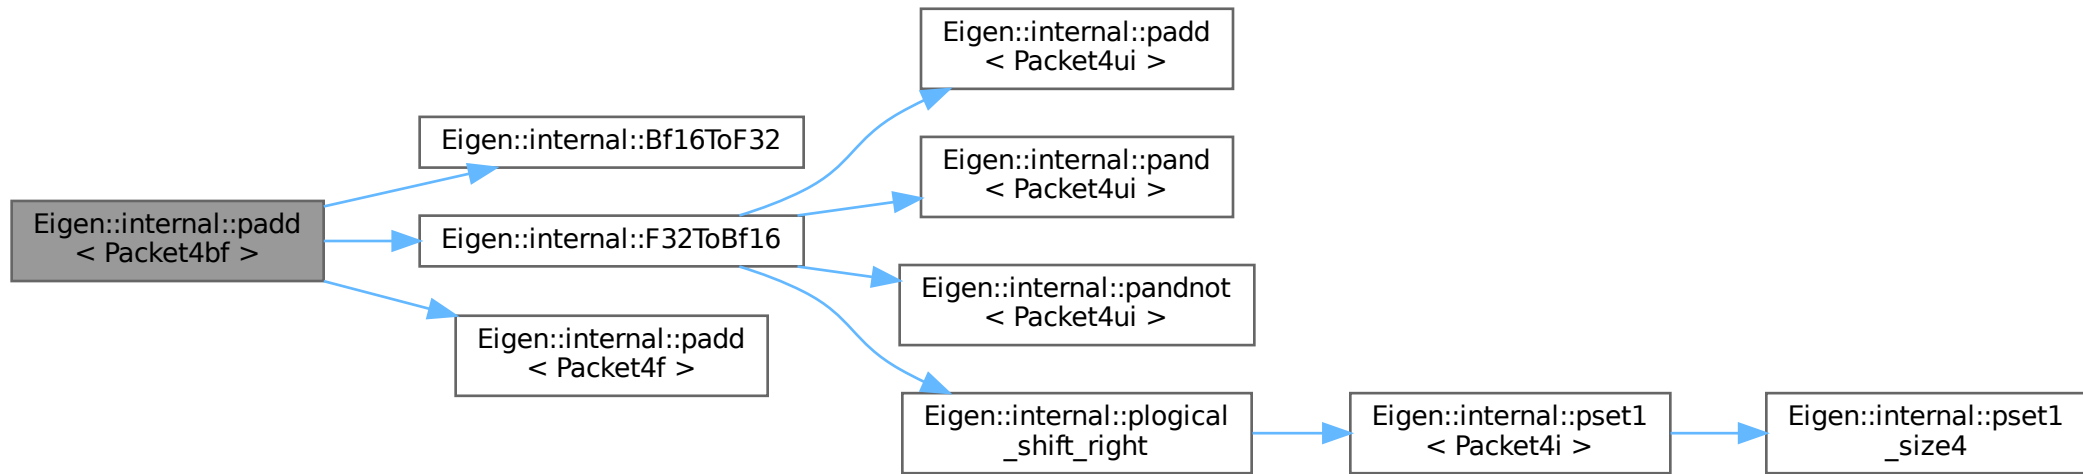 Eigen::internal::padd
< Packet4bf >
Eigen::internal::Bf16ToF32
Eigen::internal::F32ToBf16
Eigen::internal::padd
< Packet4f >
Eigen::internal::padd
< Packet4ui >
Eigen::internal::pand
< Packet4ui >
Eigen::internal::pandnot
< Packet4ui >
Eigen::internal::plogical
_shift_right
Eigen::internal::pset1
< Packet4i >
Eigen::internal::pset1
_size4